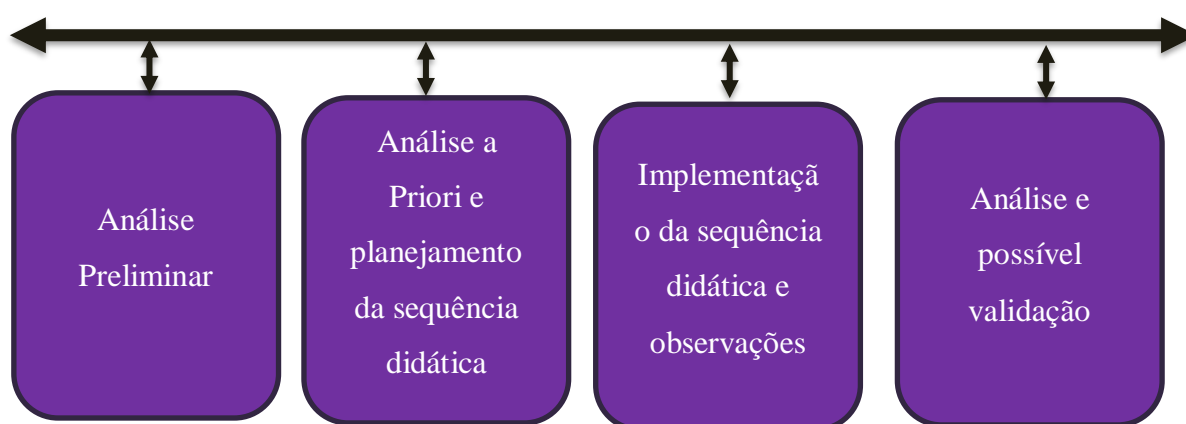 Análise
Preliminar
Análise a
Priori e
planejamento
da sequência
didática
Implementaçã
o da sequência
didática e
observações
Análise e
possível
validação